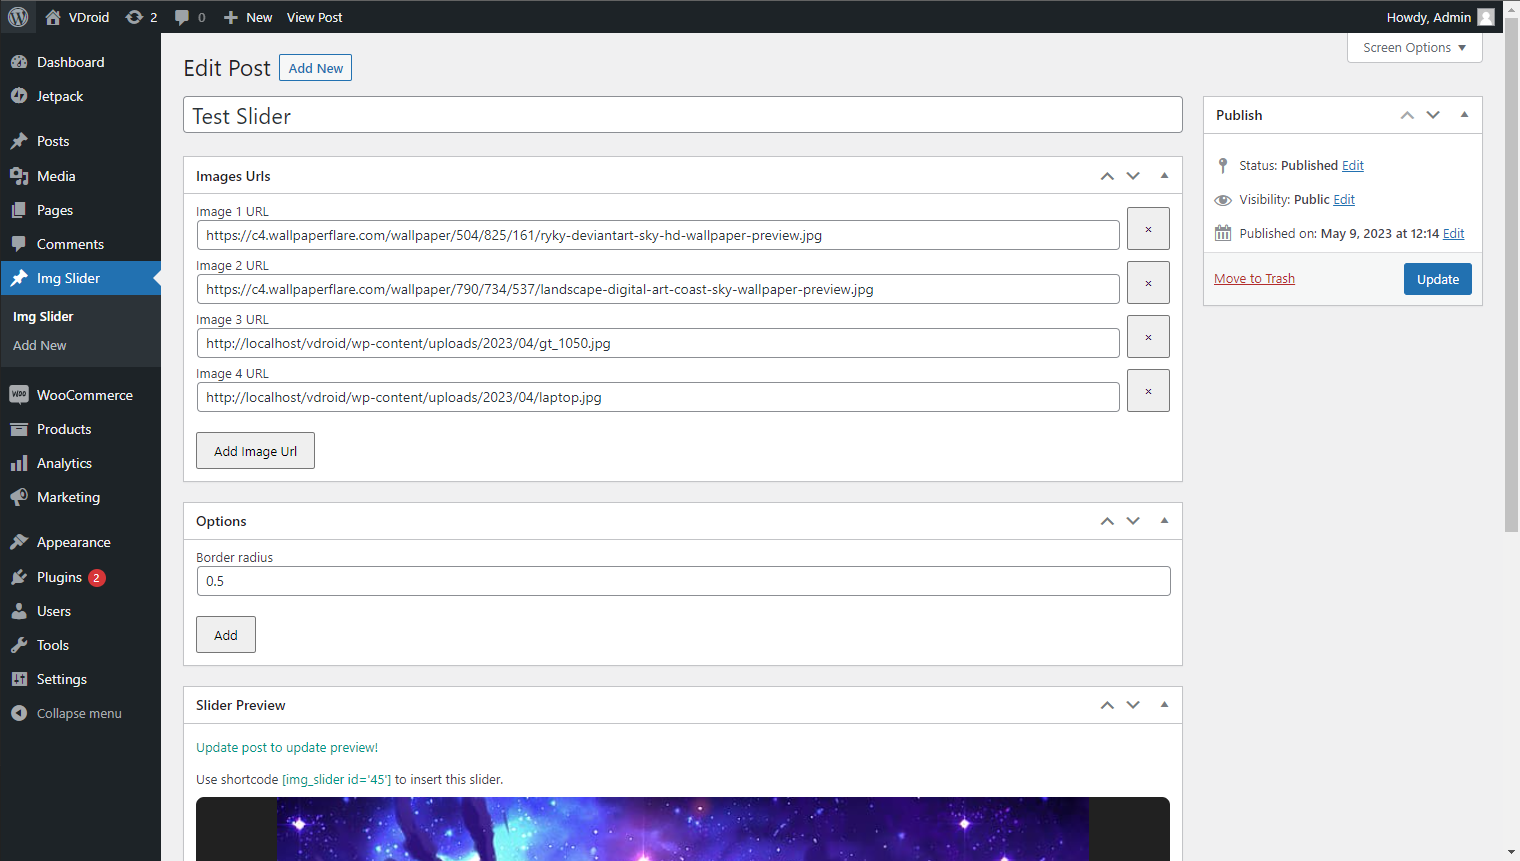 VDroid 2 0 New View Post Howdy, Admin
Screen Options
Dashboard
Jetpack
Posts
Media
Pages
Comments
Img Slider
Img Slider
Add New
WOO WooCommerce
Products
Analytics
Marketing
Appearance
Plugins 2
Users
Tools
Settings
Collapse menu
Edit Post Add New
Test Slider
Images Urls
Image 1 URL
https://c4.wallpaperflare.com/wallpaper/504/825/161/ryky-deviantart-sky-hd-wallpaper-preview.jpg ×
Image 2 URL
https://c4.wallpaperflare.com/wallpaper/790/734/537/landscape-digital-art-coast-sky-wallpaper-preview.jpg ×
Image 3 URL
http://localhost/vdroid/wp-content/uploads/2023/04/gt_1050.jpg ×
Image 4 URL
http://localhost/vdroid/wp-content/uploads/2023/04/laptop.jpg ×
Add Image Url
Options
Border radius
0.5
Add
Slider Preview
Update post to update preview!
Use shortcode [img_slider id='45'] to insert this slider.
Publish
Status: Published Edit
Visibility: Public Edit
Published on: May 9, 2023 at 12:14 Edit
Move to Trash Update